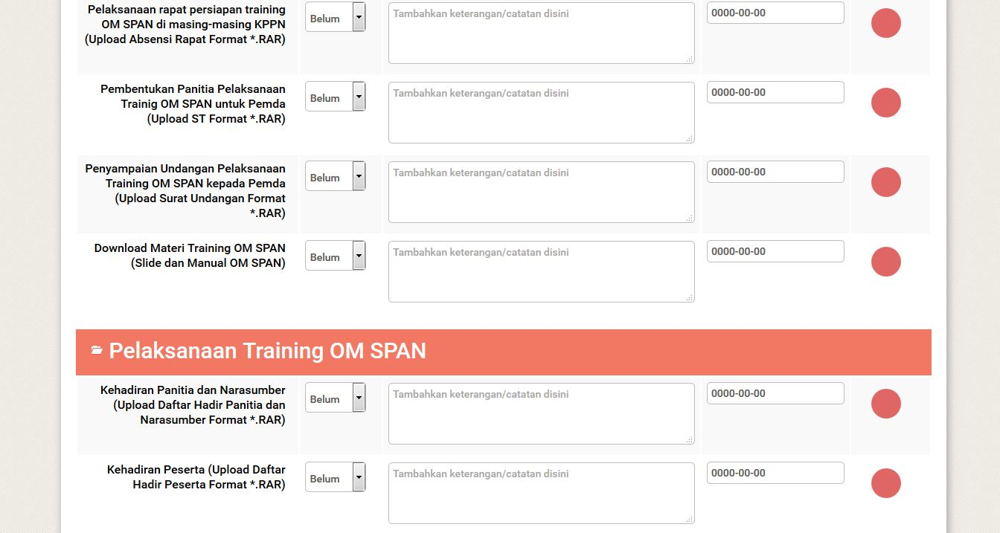 Pelaksanaan rapat persiapan training
OM SPAN di masing-masing KPPN
(Upload Absensi Rapat Format *.RAR)
Belum
Tambahkan keterangan/catatan disini
0000-00-00
Pembentukan Panitia Pelaksanaan
Trainig OM SPAN untuk Pemda
(Upload ST Format *.RAR)
Belum
Tambahkan keterangan/catatan disini
0000-00-00
Penyampaian Undangan Pelaksanaan
Training OM SPAN kepada Pemda
(Upload Surat Undangan Format
*.RAR)
Belum
Tambahkan keterangan/catatan disini
0000-00-00
Download Materi Training OM SPAN
(Slide dan Manual OM SPAN)
Belum
Tambahkan keterangan/catatan disini
0000-00-00
Pelaksanaan Training OM SPAN
Kehadiran Panitia dan Narasumber
(Upload Daftar Hadir Panitia dan
Narasumber Format *.RAR)
Belum
Tambahkan keterangan/catatan disini
0000-00-00
Kehadiran Peserta (Upload Daftar
Hadir Peserta Format *.RAR)
Belum
Tambahkan keterangan/catatan disini
0000-00-00